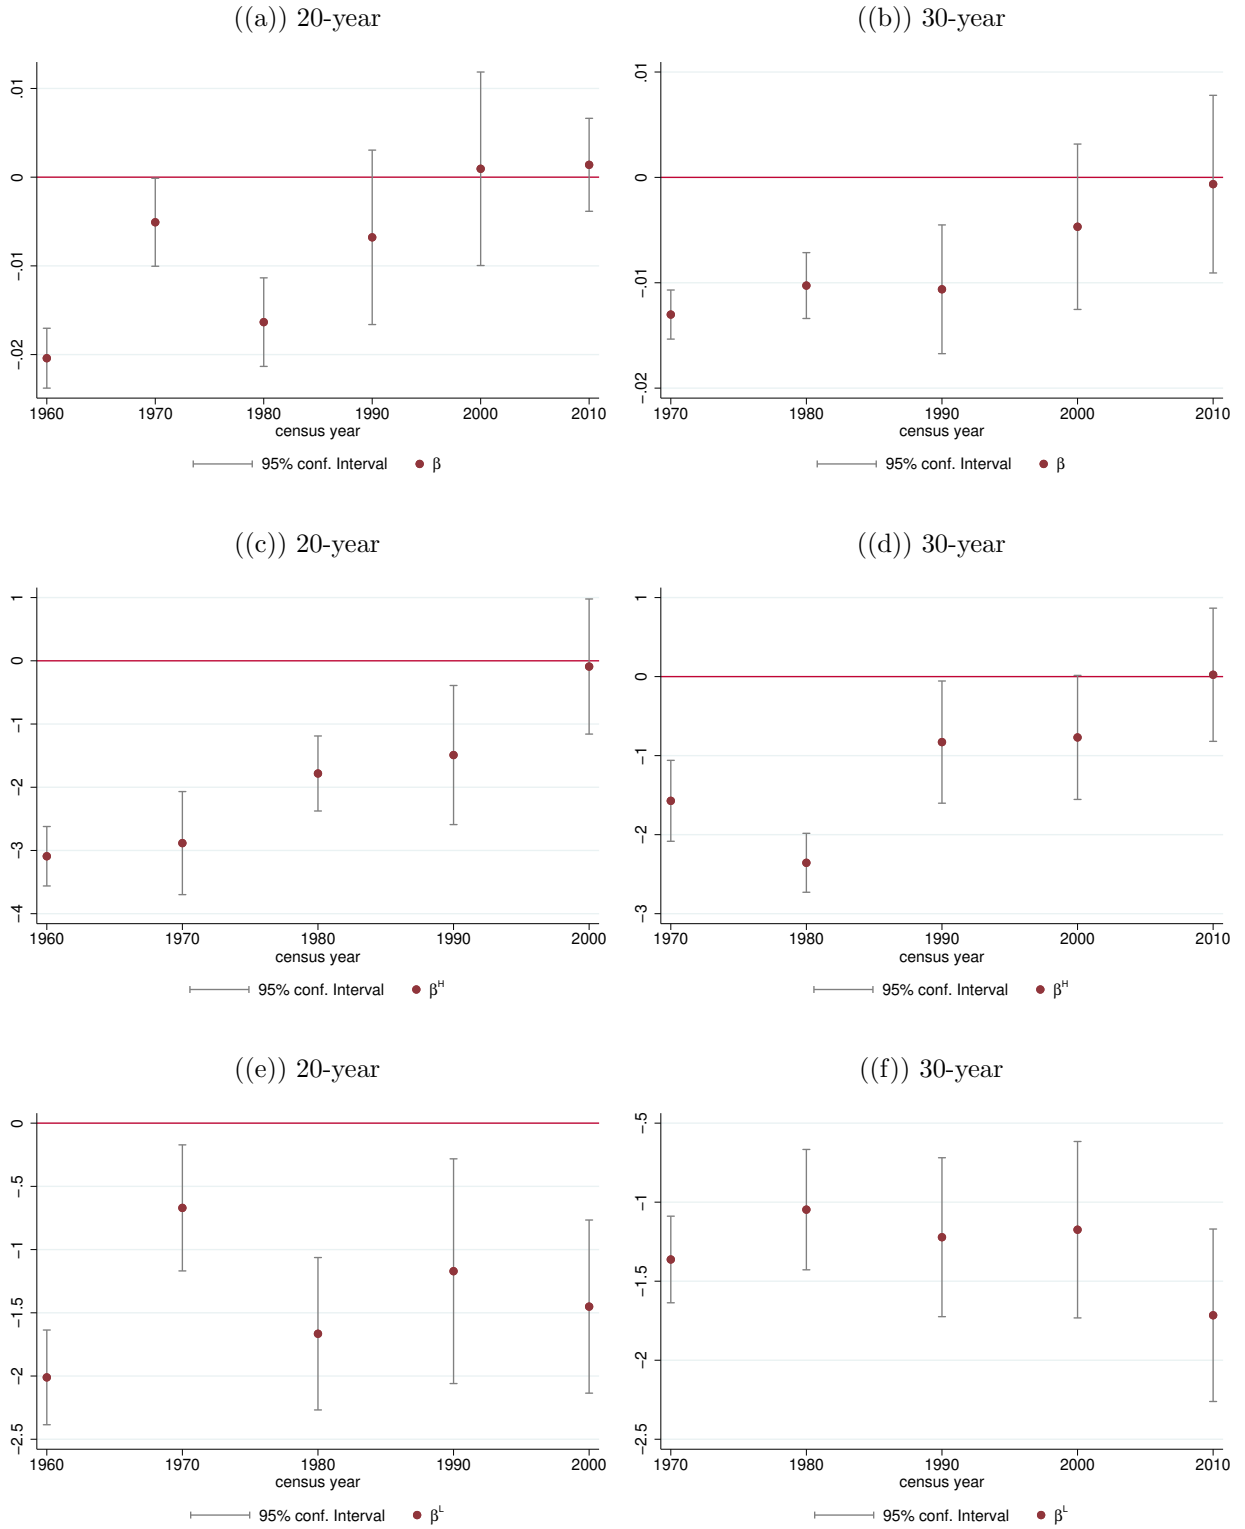 ((a)) 20-year
.01
0
-.01
-.02
1960 1970 1980 1990 2000 2010
census year
95% conf. Interval β
((b)) 30-year
.01
0
-.01
-.02
1970 1980 1990 2000 2010
census year
95% conf. Interval β
((c)) 20-year
1
0
-1
-2
-3
-4
1960 1970 1980 1990 2000
census year
95% conf. Interval βᴴ
((d)) 30-year
1
0
-1
-2
-3
1970 1980 1990 2000 2010
census year
95% conf. Interval βᴴ
((e)) 20-year
0
-.5
-1
-1.5
-2
-2.5
1960 1970 1980 1990 2000
census year
95% conf. Interval βᴸ
((f)) 30-year
-.5
-1
-1.5
-2
-2.5
1970 1980 1990 2000 2010
census year
95% conf. Interval βᴸ